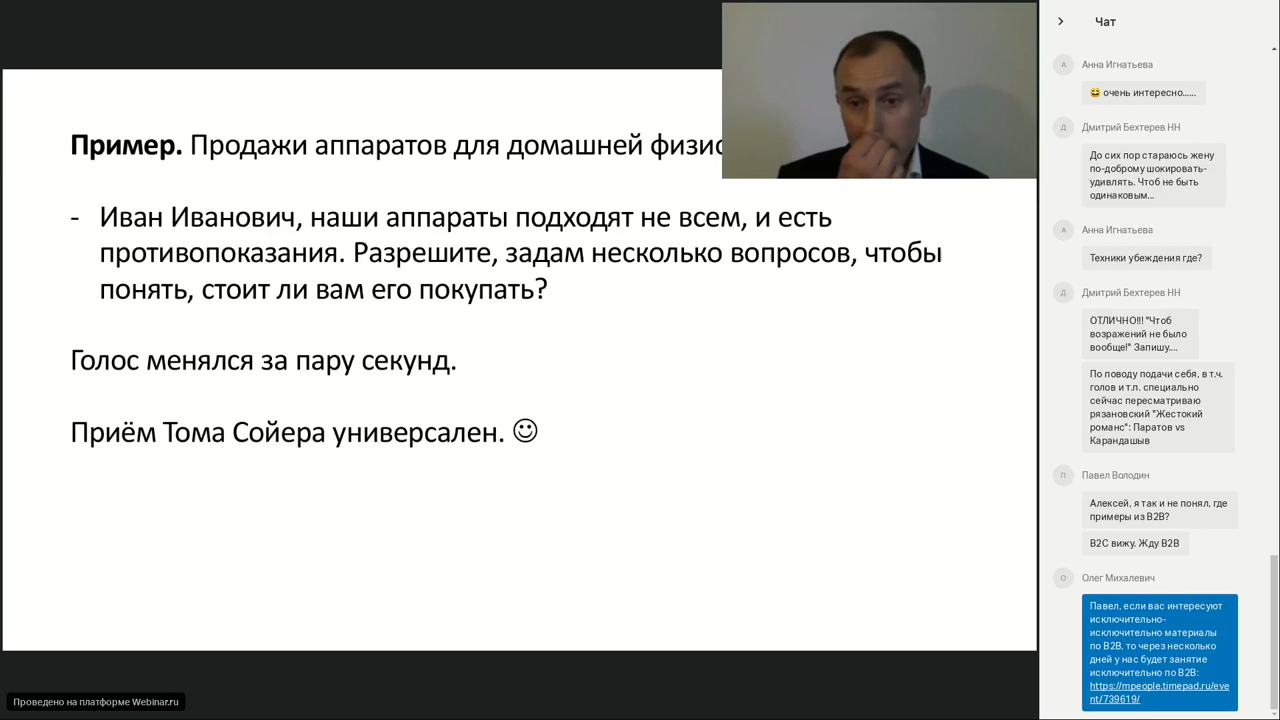 Пример. Продажи аппаратов для домашней
- Иван Иванович, наши аппараты подходят не всем, и есть
противопоказания. Разрешите, задам несколько вопросов, чтобы
понять, стоит ли вам его покупать?
Голос менялся за пару секунд.
Приём Тома Сойера универсален. ☺
Проведено на платформе Webinar.ru
Чат
А
Анна Игнатьева
😄 очень интересно.....
Д
Дмитрий Бехтерев НН
До сих пор стараюсь жену
по-доброму шокировать-
удивлять. Чтоб не быть
одинаковым...
А
Анна Игнатьева
Техники убеждения где?
Д
Дмитрий Бехтерев НН
ОТЛИЧНО!!! "Чтоб
возражений не было
вообще!" Запишу....
По поводу подачи себя, в т.ч.
голов и т.п. специально
сейчас пересматриваю
рязановский "Жестокий
романс": Паратов vs
Карандашыв
П
Павел Володин
Алексей, я так и не понял, где
примеры из B2B?
B2C вижу. Жду B2B
О
Олег Михалевич
Павел, если вас интересуют
исключительно-
исключительно материалы
по B2B, то через несколько
дней у нас будет занятие
исключительно по B2B:
https://mpeople.timepad.ru/eve
nt/739619/